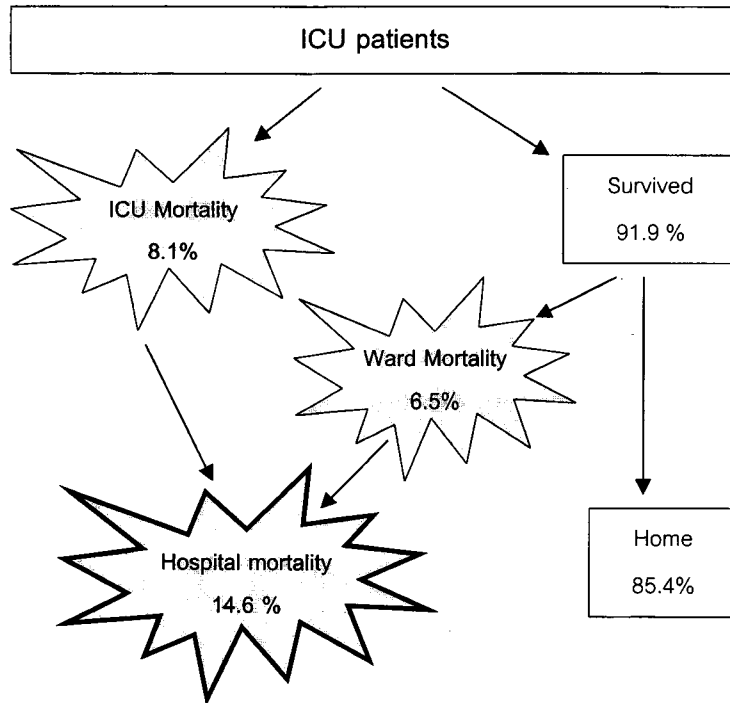 ICU patients
ICU Mortality
8.1%
Survived
91.9 %
Ward Mortality
6.5%
Hospital mortality
14.6 %
Home
85.4%